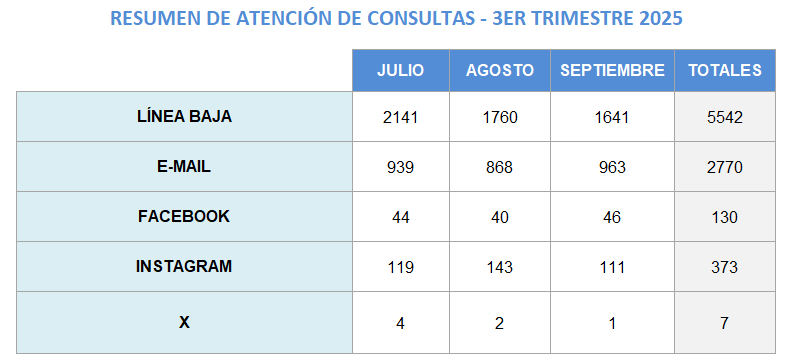 RESUMEN DE ATENCIÓN DE CONSULTAS - 3ER TRIMESTRE 2025
JULIO AGOSTO SEPTIEMBRE TOTALES
LÍNEA BAJA 2141 1760 1641 5542
E-MAIL 939 868 963 2770
FACEBOOK 44 40 46 130
INSTAGRAM 119 143 111 373
X 4 2 1 7